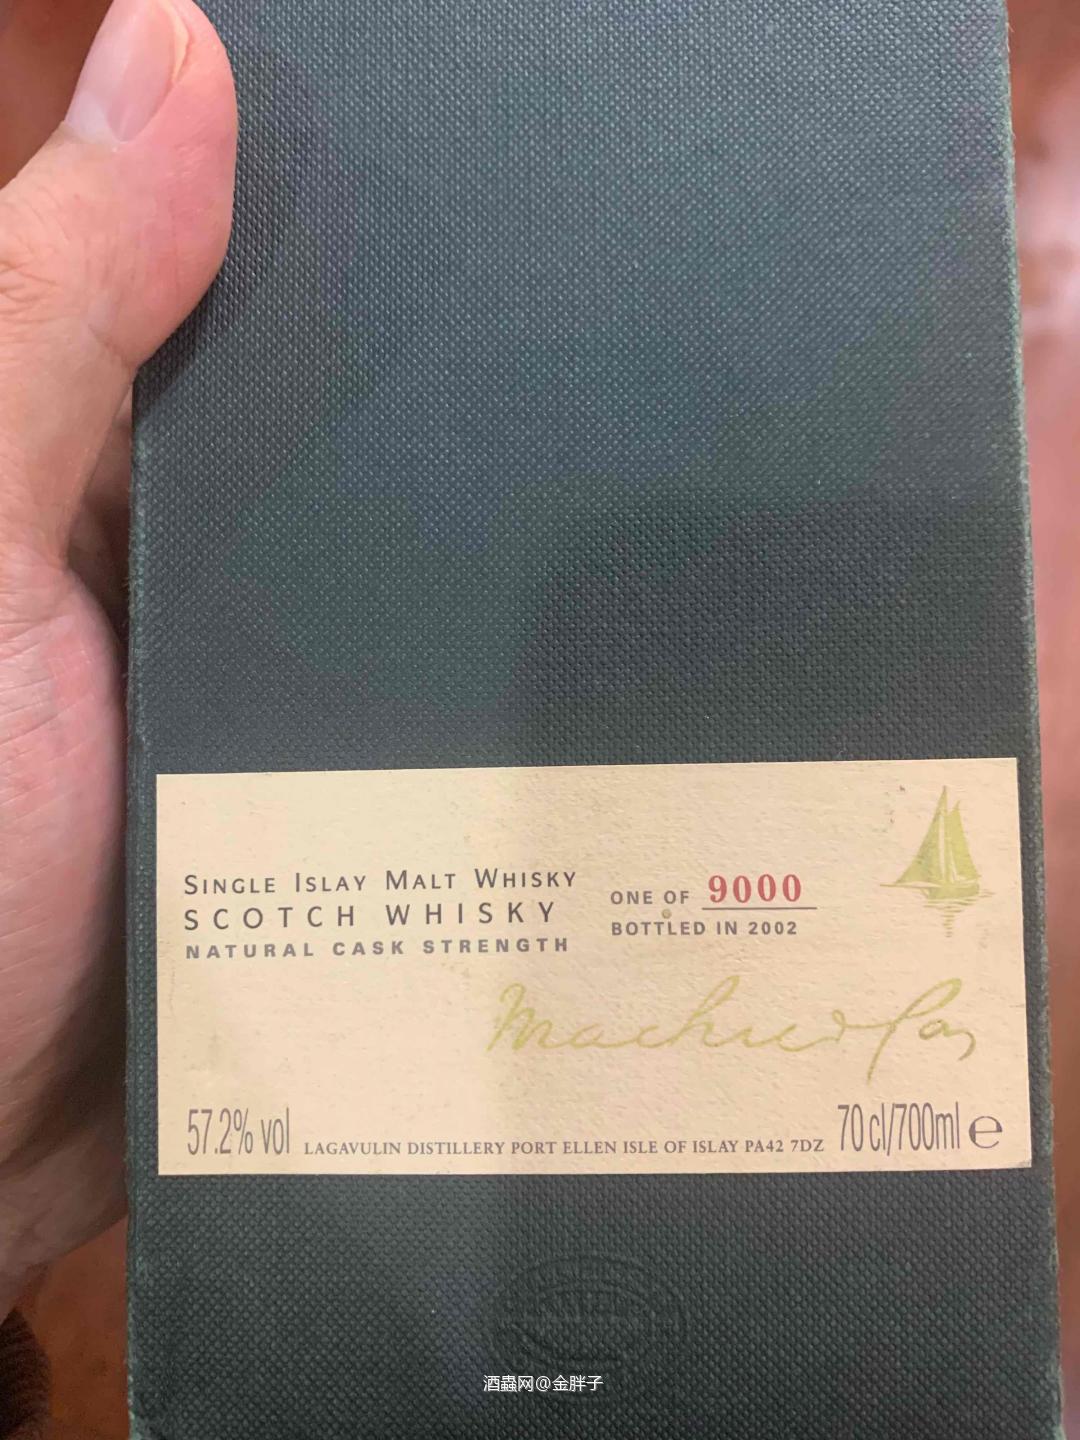 SINGLE ISLAY MALT WHISKY
SCOTCH WHISKY
NATURAL CASK STRENGTH
ONE OF 9000
BOTTLED IN 2002
57.2% vol
LAGAVULIN DISTILLERY PORT ELLEN ISLE OF ISLAY PA42 7DZ
70 cl/700ml e
酒蟲网@金胖子